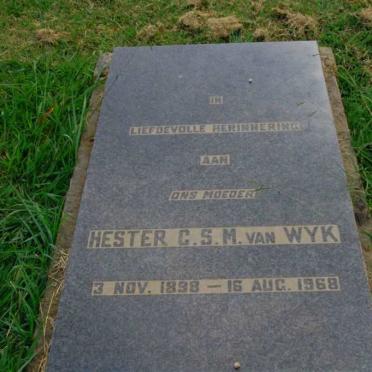 IN
LIEFDEVOLLE HERINNERING
AAN
ONS MOEDER
HESTER C.S.M. VAN WYK
3 NOV. 1898 — 16 AUG. 1968